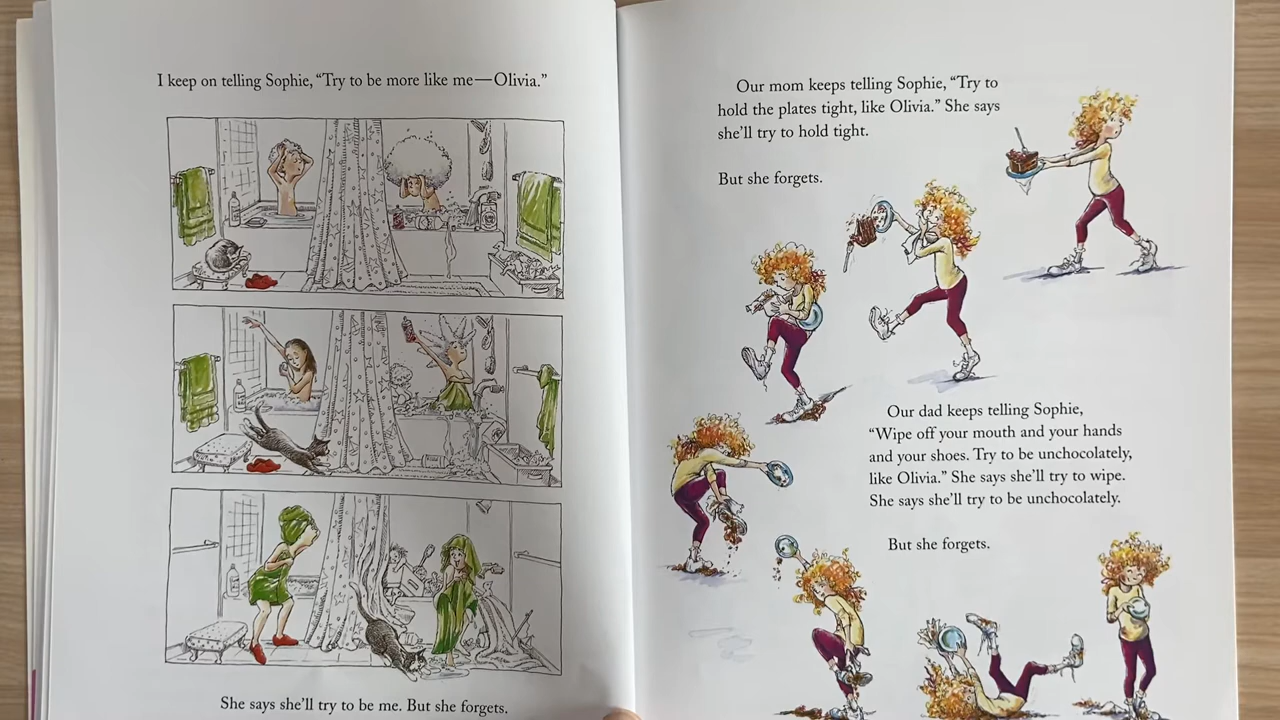 I keep on telling Sophie, “Try to be more like me—Olivia.”
She says she’ll try to be me. But she forgets.
Our mom keeps telling Sophie, “Try to
hold the plates tight, like Olivia.” She says
she’ll try to hold tight.
But she forgets.
Our dad keeps telling Sophie,
“Wipe off your mouth and your hands
and your shoes. Try to be unchocolately,
like Olivia.” She says she’ll try to wipe.
She says she’ll try to be unchocolately.
But she forgets.